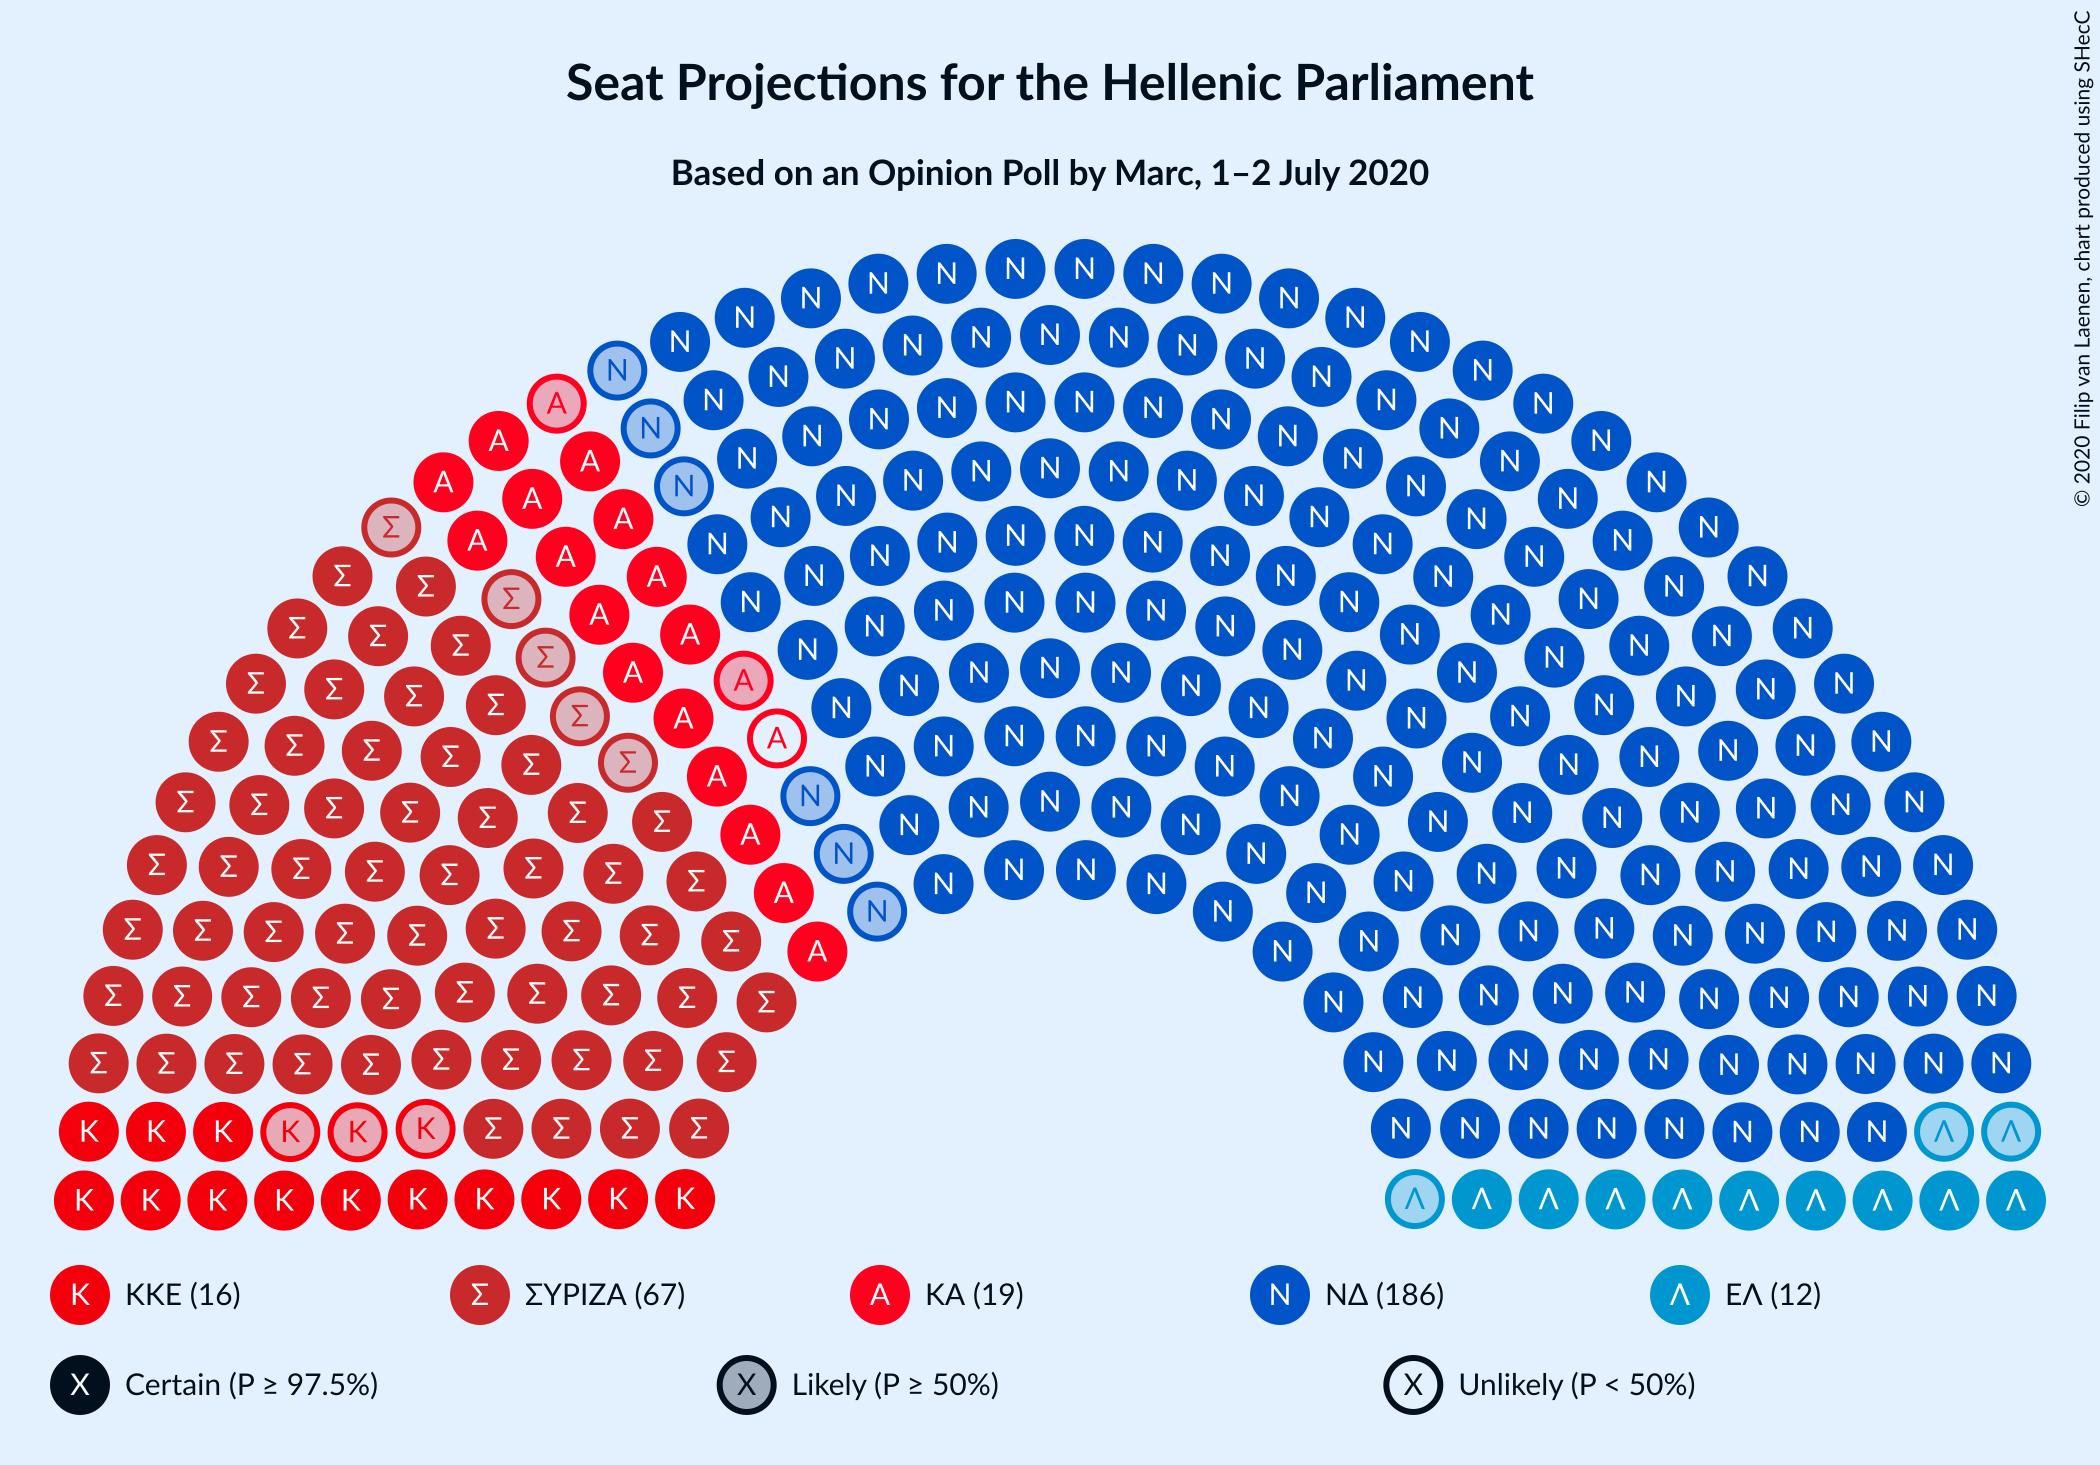 Seat Projections for the Hellenic Parliament
Based on an Opinion Poll by Marc, 1–2 July 2020
© 2020 Filip van Laenen, chart produced using SHecC
K ΚΚΕ (16) Σ ΣΥΡΙΖΑ (67) Α ΚΑ (19) Ν ΝΔ (186) Λ ΕΛ (12)
X Certain (P ≥ 97.5%) X Likely (P ≥ 50%) X Unlikely (P < 50%)